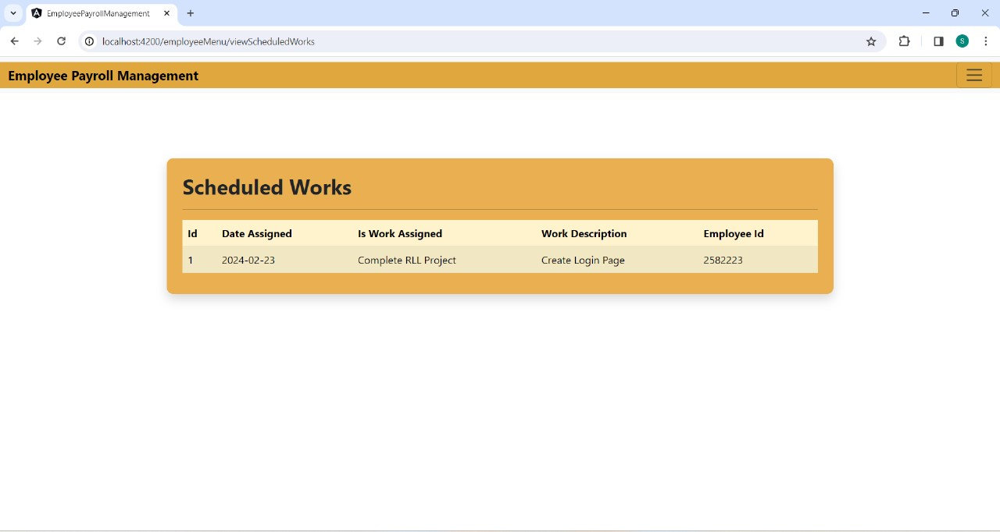 EmployeePayrollManagement
localhost:4200/employeeMenu/viewScheduledWorks
S
Employee Payroll Management
Scheduled Works
Id Date Assigned Is Work Assigned Work Description Employee Id
1 2024-02-23 Complete RLL Project Create Login Page 2582223